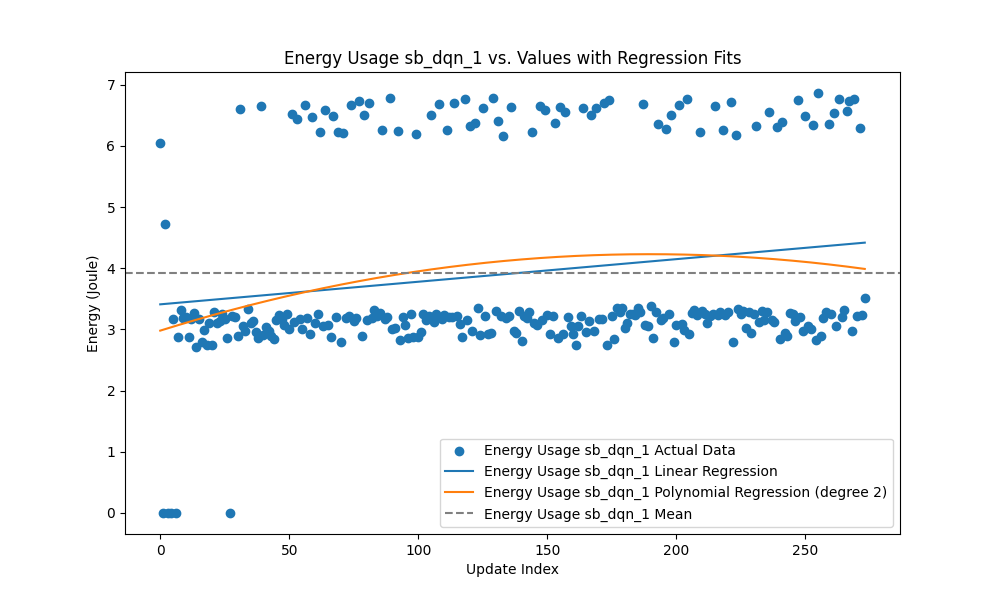 Energy Usage sb_dqn_1 vs. Values with Regression Fits
7
6
5
4
3
2
1
0
Energy (Joule)
Energy Usage sb_dqn_1 Actual Data
Energy Usage sb_dqn_1 Linear Regression
Energy Usage sb_dqn_1 Polynomial Regression (degree 2)
Energy Usage sb_dqn_1 Mean
0 50 100 150 200 250
Update Index